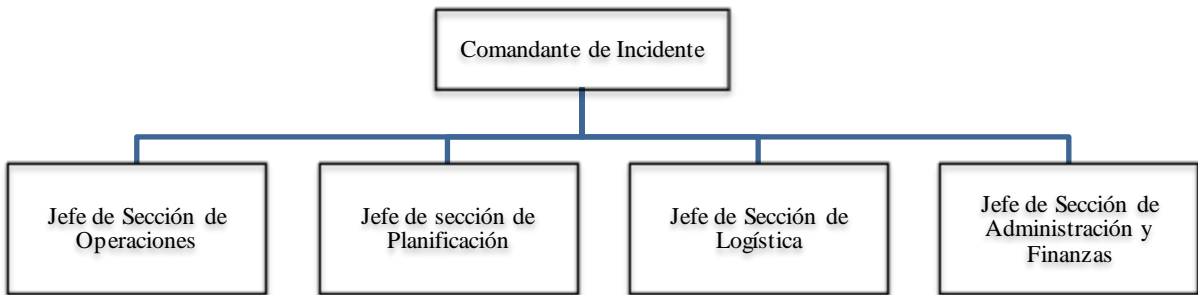 Comandante de Incidente
Jefe de Sección de
Operaciones
Jefe de sección de
Planificación
Jefe de Sección de
Logística
Jefe de Sección de
Administración y
Finanzas